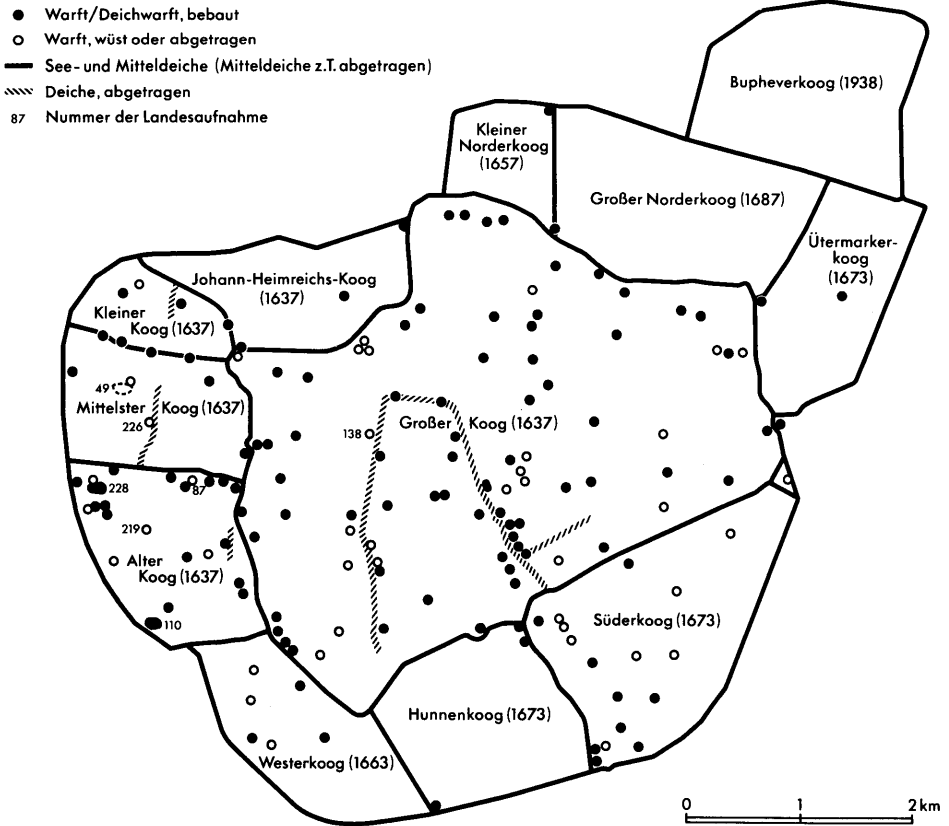 Warft/Deichwarft, bebaut
Warft, wüst oder abgetragen
See- und Mitteldeiche (Mitteldeiche z.T. abgetragen)
Deiche, abgetragen
87 Nummer der Landesaufnahme
Bupheverkoog (1938)
Kleiner
Norderkoog
(1657)
Großer Norderkoog (1687)
Ütermarker-
koog
(1673)
Johann-Heimreichs-Koog
(1637)
Kleiner
Koog (1637)
49
Mittelster Koog (1637)
226
138
Großer Koog (1637)
228
87
219
Alter
Koog (1637)
110
Süderkoog (1673)
Hunnenkoog (1673)
Westerkoog (1663)
0 1 2 km